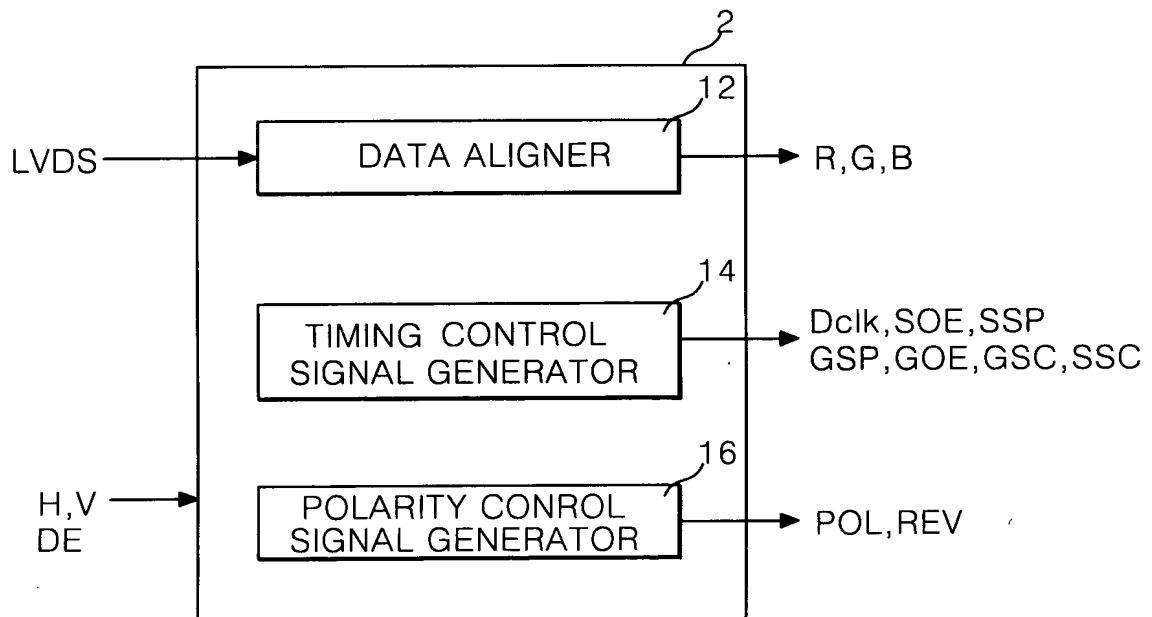 2
12
LVDS
DATA ALIGNER
R,G,B
14
TIMING CONTROL
SIGNAL GENERATOR
Dclk,SOE,SSP
GSP,GOE,GSC,SSC
16
H,V
DE
POLARITY CONROL
SIGNAL GENERATOR
POL,REV